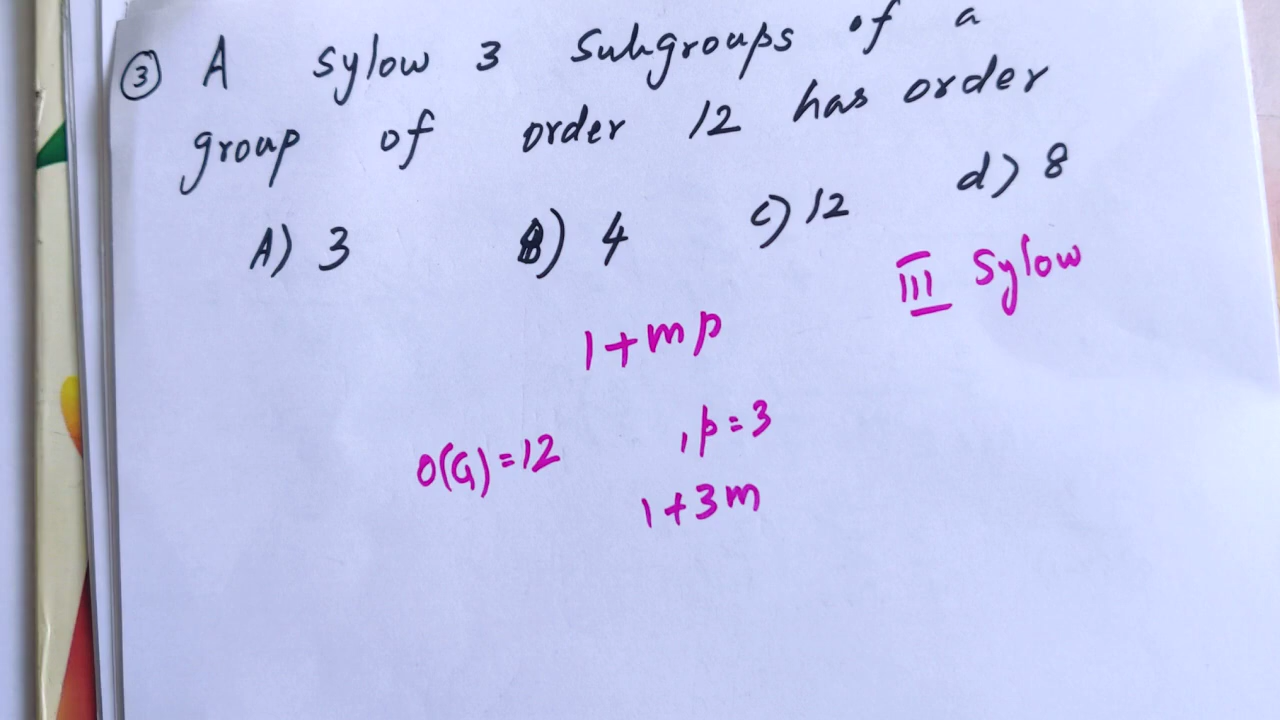 ③ A sylow 3 subgroups of a
group of order 12 has order
A) 3 B) 4 C) 12 d) 8
III Sylow
1+mp
O(G)=12 , p=3
1+3m